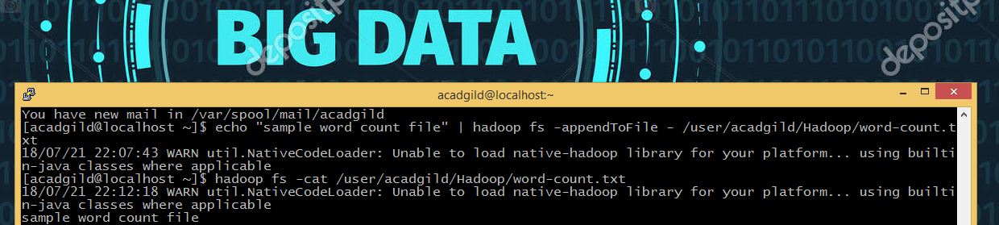 BIG DATA
depositp
depositp
acadgild@localhost:~
You have new mail in /var/spool/mail/acadgild
[acadgild@localhost ~]$ echo "sample word count file" | hadoop fs -appendToFile - /user/acadgild/Hadoop/word-count.t
xt
18/07/21 22:07:43 WARN util.NativeCodeLoader: Unable to load native-hadoop library for your platform... using builti
n-java classes where applicable
[acadgild@localhost ~]$ hadoop fs -cat /user/acadgild/Hadoop/word-count.txt
18/07/21 22:12:18 WARN util.NativeCodeLoader: Unable to load native-hadoop library for your platform... using builti
n-java classes where applicable
sample word count file